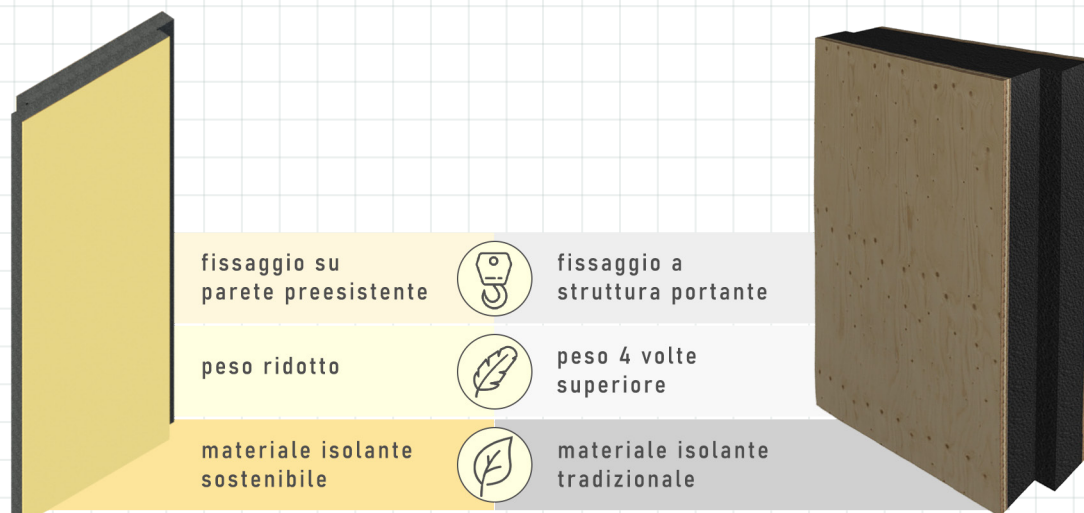 fissaggio su
parete preesistente
fissaggio a
struttura portante
peso ridotto
peso 4 volte
superiore
materiale isolante
sostenibile
materiale isolante
tradizionale